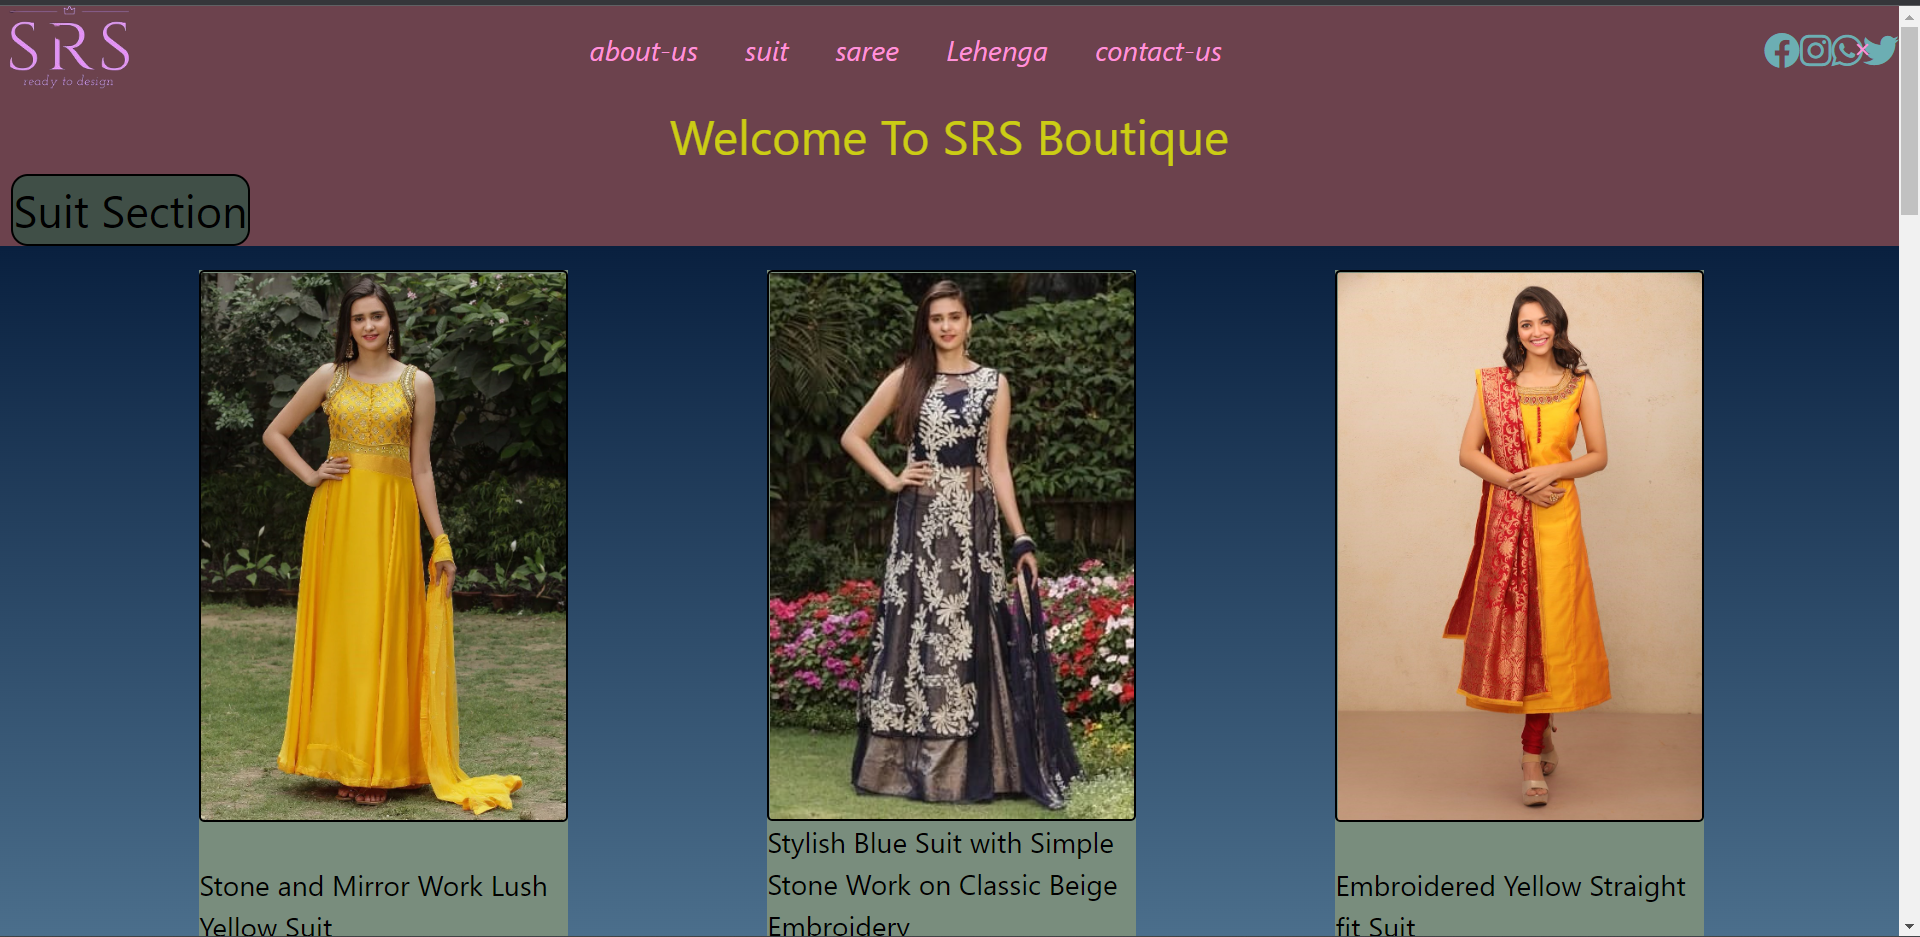 SRS
ready to design
about-us suit saree Lehenga contact-us
Welcome To SRS Boutique
Suit Section
Stone and Mirror Work Lush
Yellow Suit
Stylish Blue Suit with Simple
Stone Work on Classic Beige
Embroidery
Embroidered Yellow Straight
fit Suit